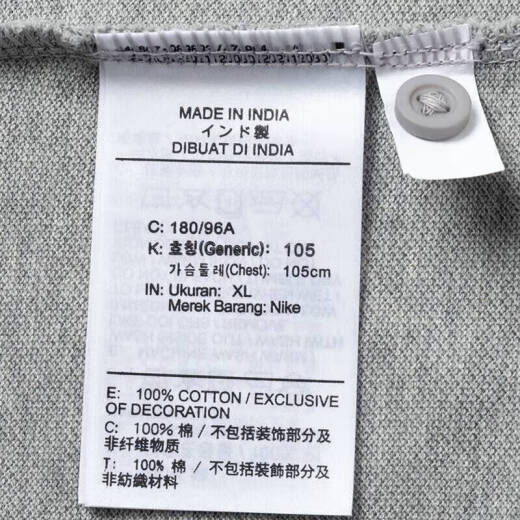 MADE IN INDIA
インド製
DIBUAT DI INDIA
C: 180/96A
K: 호칭(Generic): 105
가슴둘레(Chest): 105cm
IN: Ukuran: XL
Merek Barang: Nike
E: 100% COTTON / EXCLUSIVE
OF DECORATION
C: 100% 棉 / 不包括装饰部分及
非纤维物质
T: 100% 棉 / 不包括裝飾部分及
非紡織材料